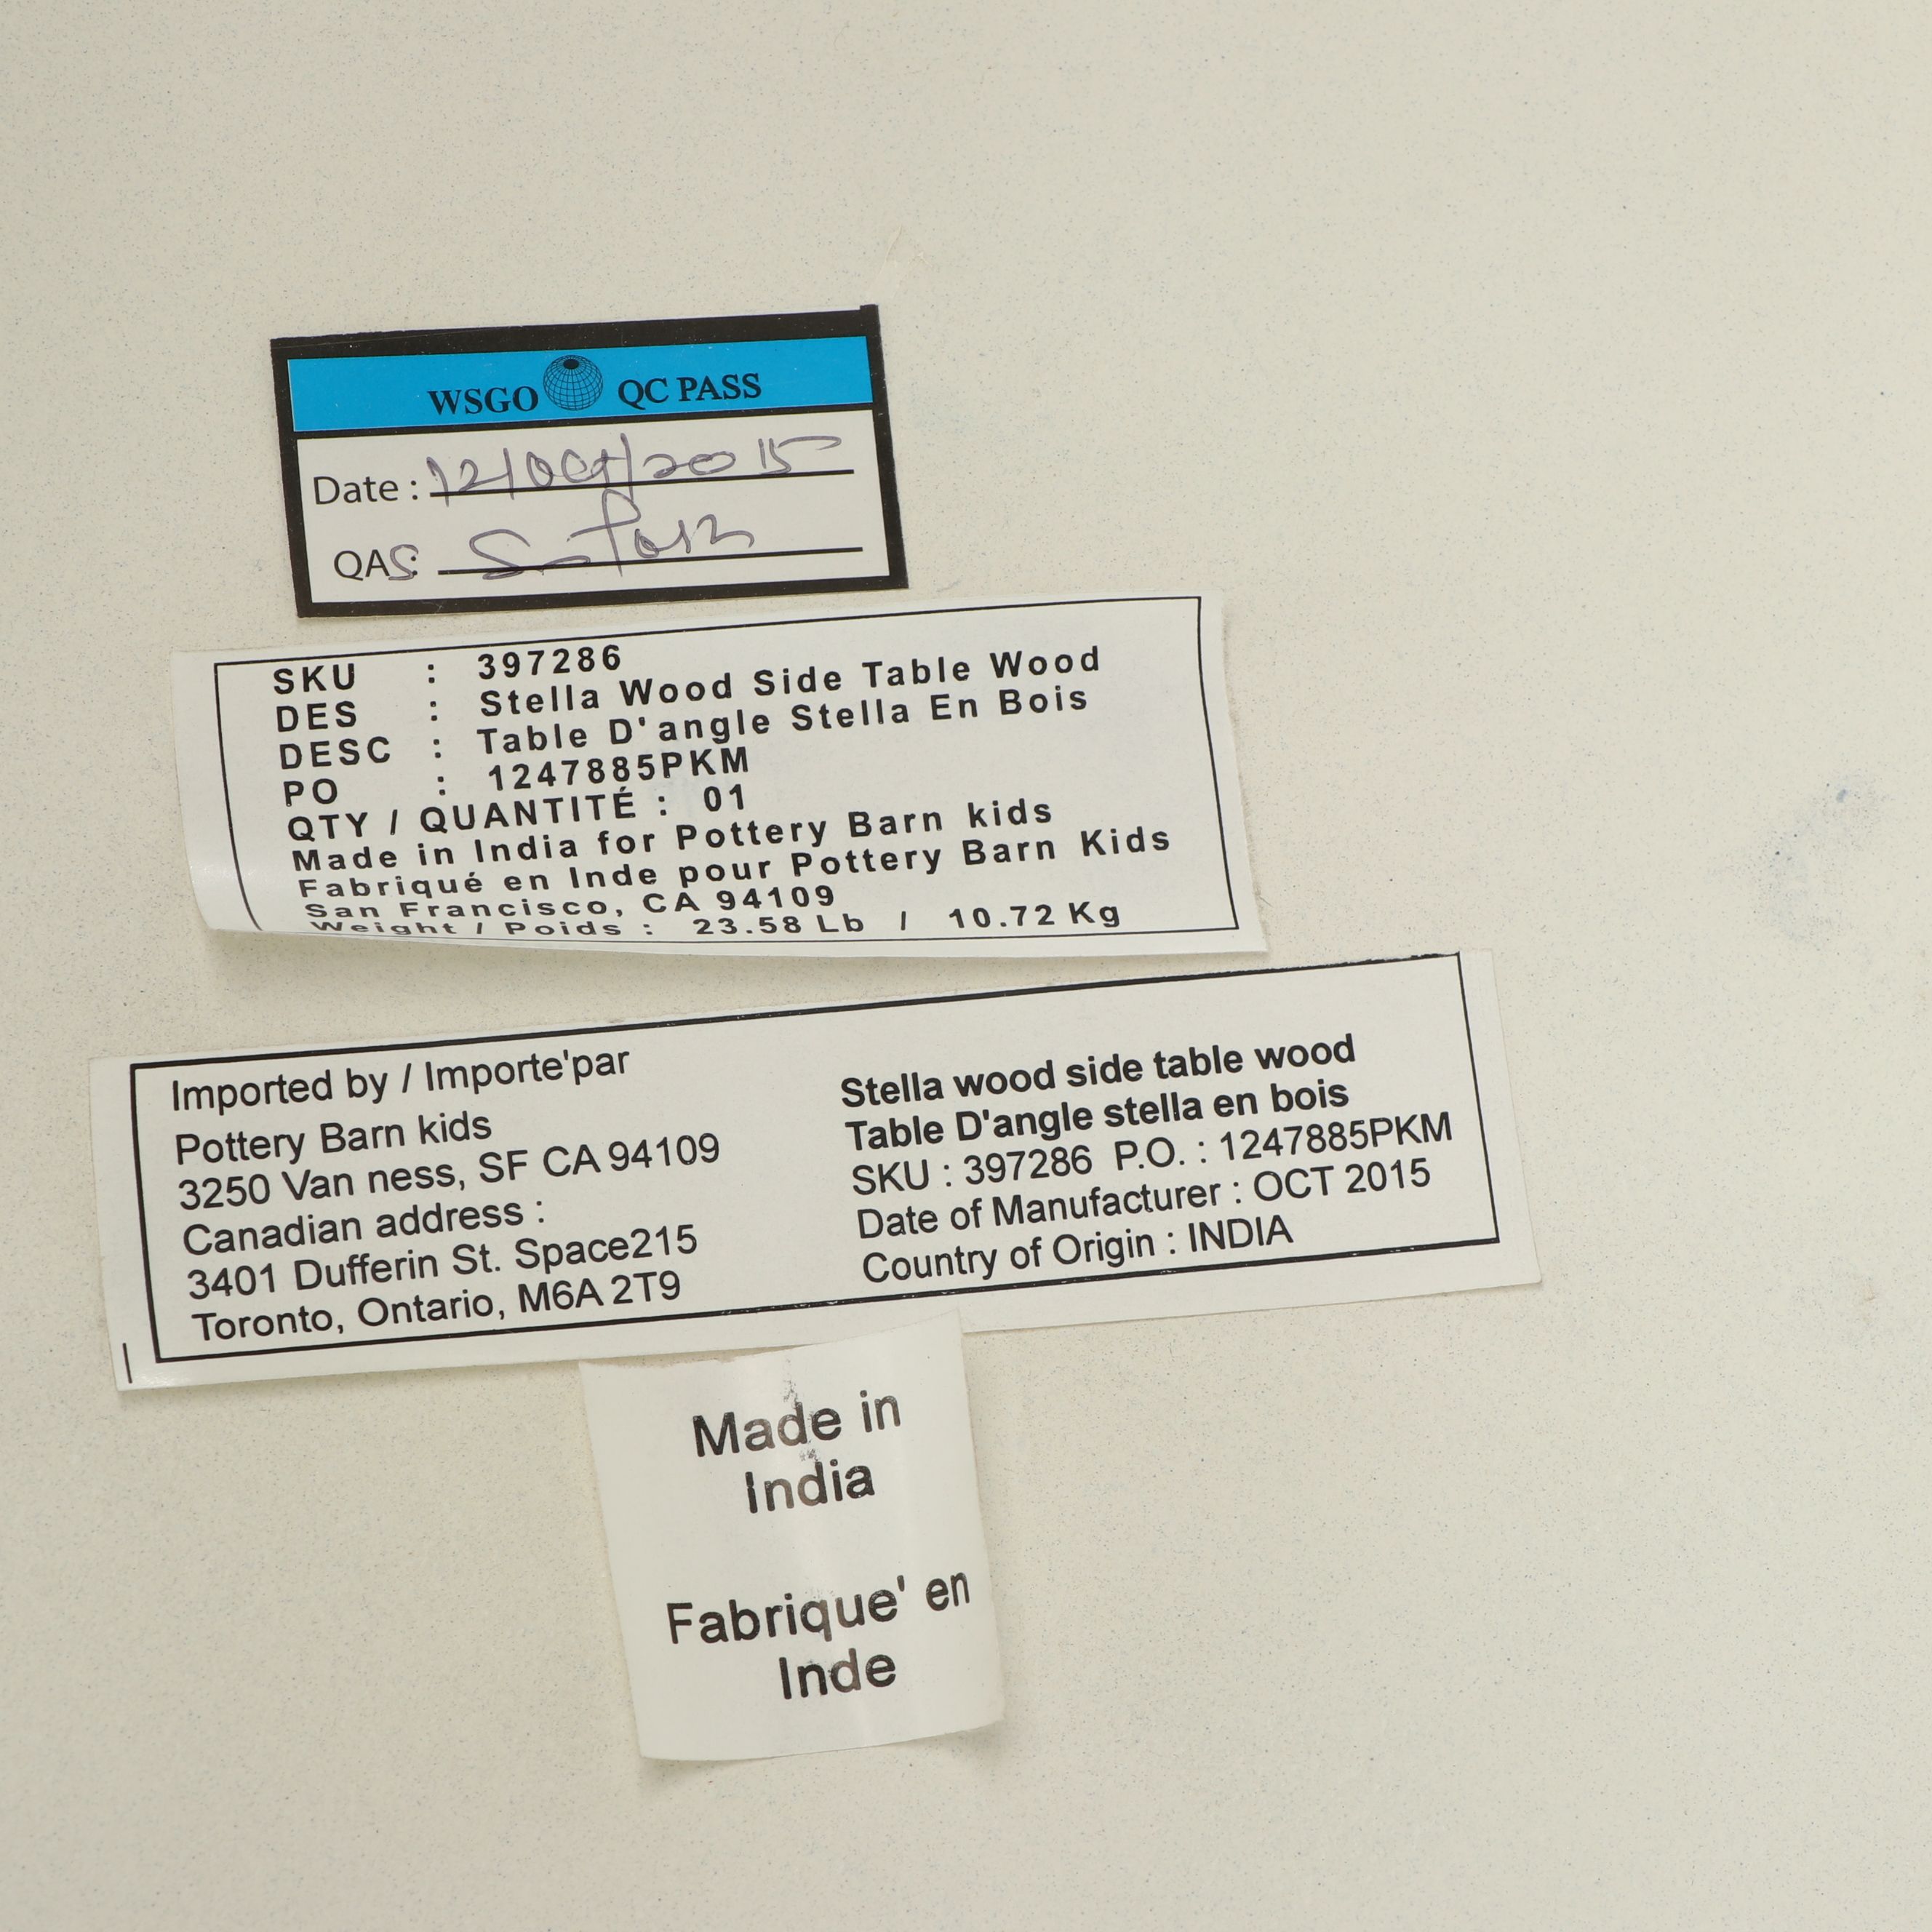 WSGO QC PASS
Date : 12/Oct/2015
QAS:
SKU : 397286
DES : Stella Wood Side Table Wood
DESC : Table D'angle Stella En Bois
PO : 1247885PKM
QTY / QUANTITÉ : 01
Made in India for Pottery Barn kids
Fabriqué en Inde pour Pottery Barn Kids
San Francisco, CA 94109
Weight / Poids : 23.58 Lb / 10.72 Kg
Imported by / Importe'par
Pottery Barn kids
3250 Van ness, SF CA 94109
Canadian address :
3401 Dufferin St. Space215
Toronto, Ontario, M6A 2T9
Stella wood side table wood
Table D'angle stella en bois
SKU : 397286 P.O. : 1247885PKM
Date of Manufacturer : OCT 2015
Country of Origin : INDIA
Made in
India
Fabrique' en
Inde